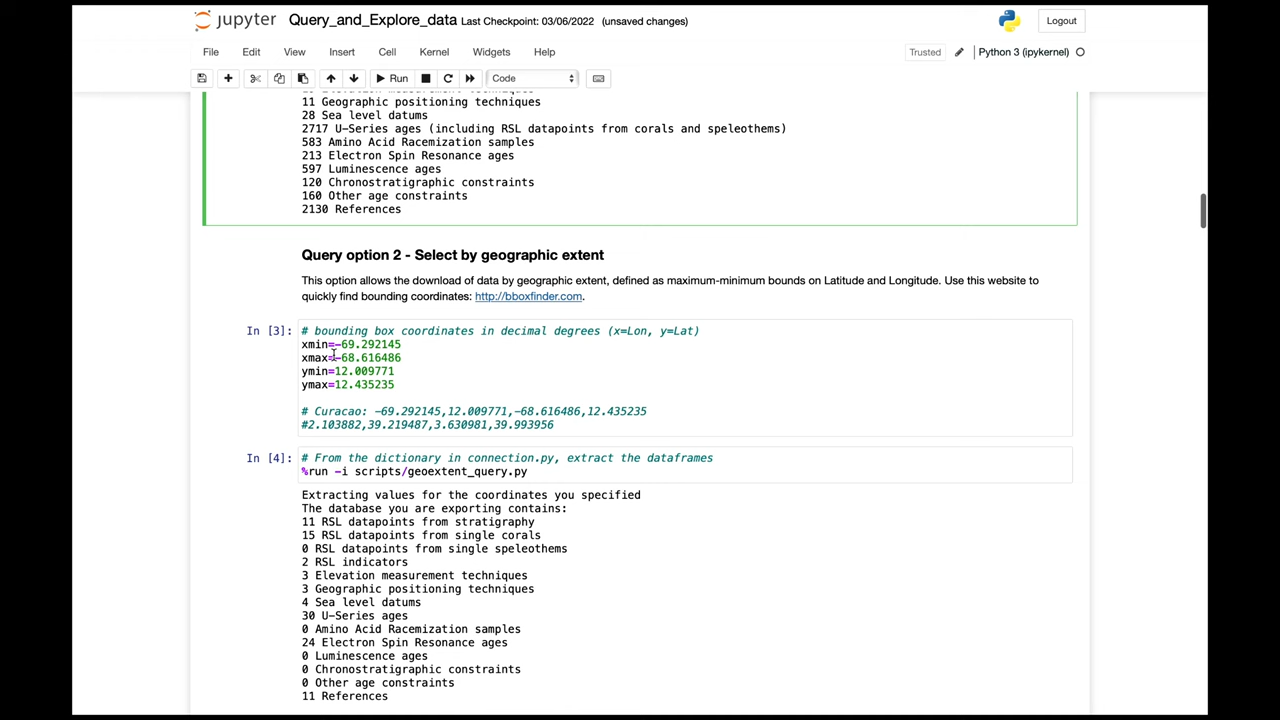 jupyter Query_and_Explore_data Last Checkpoint: 03/06/2022 (unsaved changes) Logout
File Edit View Insert Cell Kernel Widgets Help Trusted Python 3 (ipykernel)
Run Code
11 Geographic positioning techniques
28 Sea level datums
2717 U-Series ages (including RSL datapoints from corals and speleothems)
583 Amino Acid Racemization samples
213 Electron Spin Resonance ages
597 Luminescence ages
120 Chronostratigraphic constraints
160 Other age constraints
2130 References
Query option 2 - Select by geographic extent
This option allows the download of data by geographic extent, defined as maximum-minimum bounds on Latitude and Longitude. Use this website to
quickly find bounding coordinates: http://bboxfinder.com.
In [3]: # bounding box coordinates in decimal degrees (x=Lon, y=Lat)
xmin=-69.292145
xmax=-68.616486
ymin=12.009771
ymax=12.435235
# Curacao: -69.292145,12.009771,-68.616486,12.435235
#2.103882,39.219487,3.630981,39.993956
In [4]: # From the dictionary in connection.py, extract the dataframes
%run -i scripts/geoextent_query.py
Extracting values for the coordinates you specified
The database you are exporting contains:
11 RSL datapoints from stratigraphy
15 RSL datapoints from single corals
0 RSL datapoints from single speleothems
2 RSL indicators
3 Elevation measurement techniques
3 Geographic positioning techniques
4 Sea level datums
30 U-Series ages
0 Amino Acid Racemization samples
24 Electron Spin Resonance ages
0 Luminescence ages
0 Chronostratigraphic constraints
0 Other age constraints
11 References